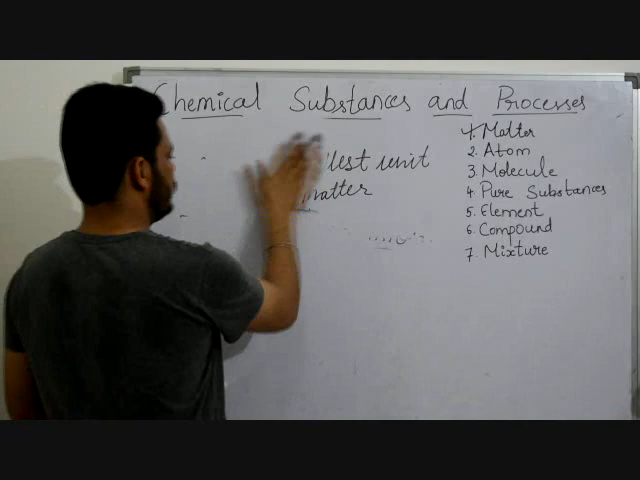 Chemical Substances and Processes
unit
matter
1. Matter
2. Atom
3. Molecule
4 Pure Substances
5. Element
6. Compound
7. Mixture